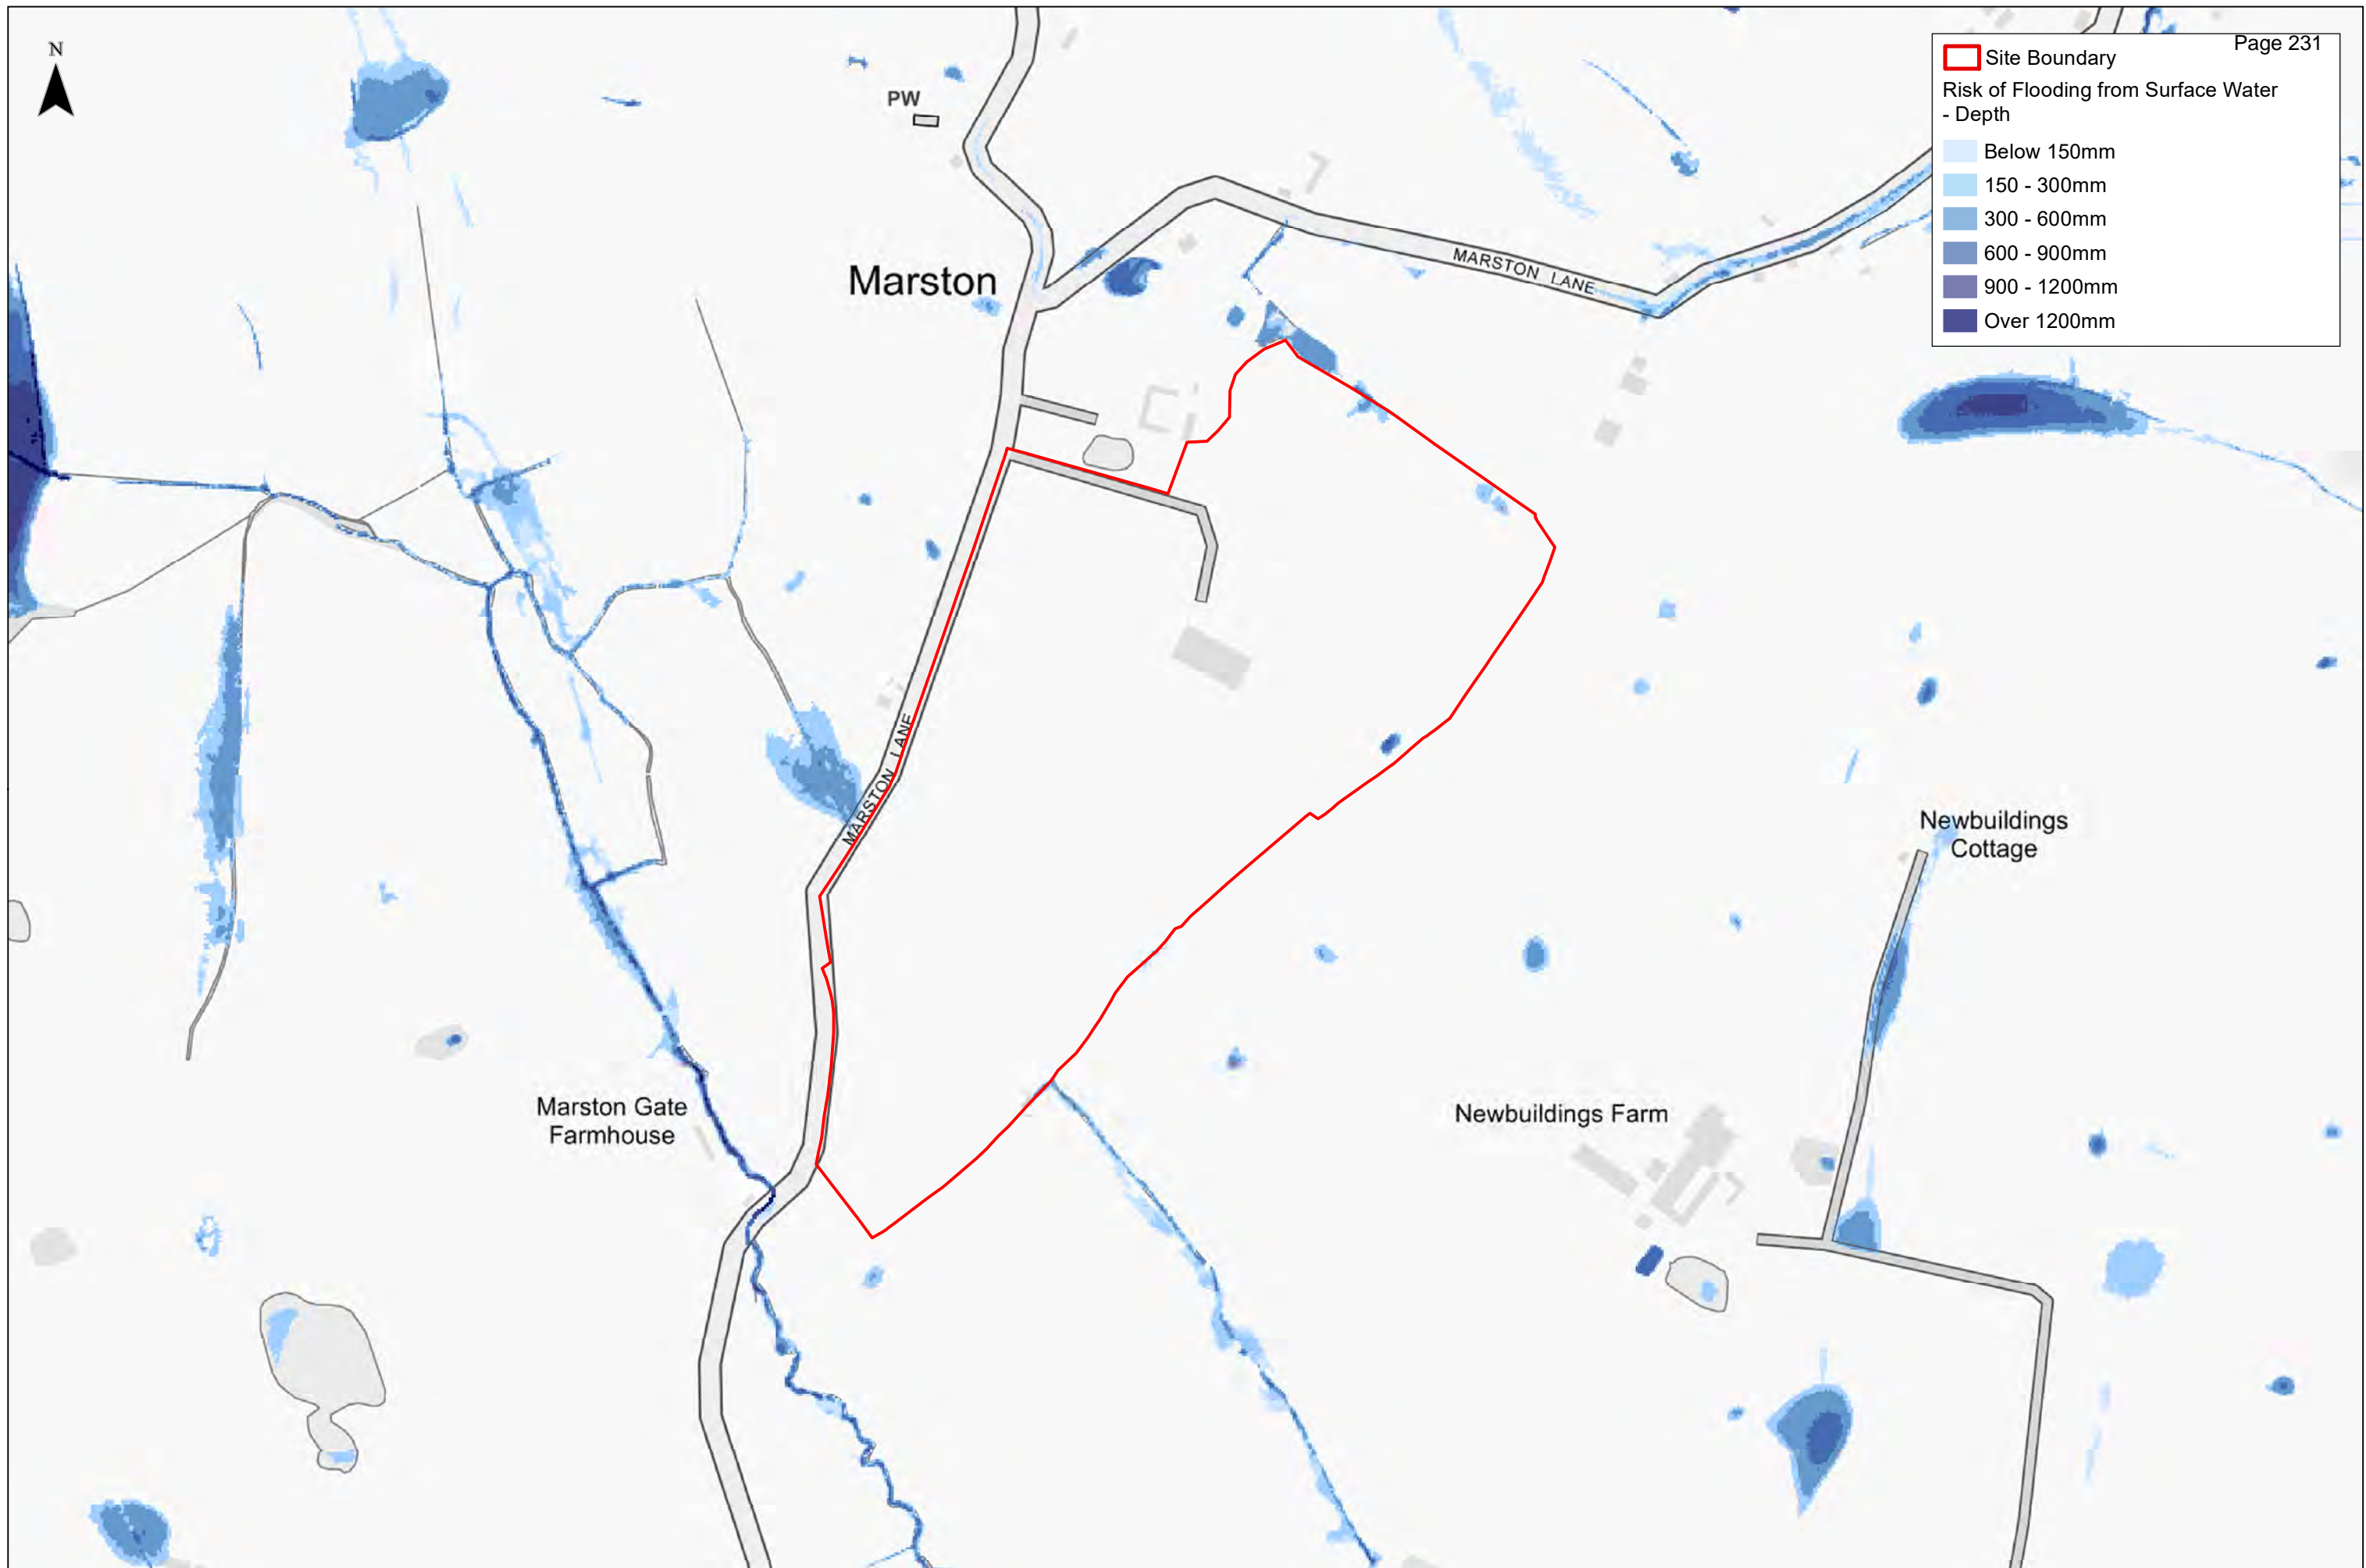 N
Page 231
Site Boundary
Risk of Flooding from Surface Water
- Depth
Below 150mm
150 - 300mm
300 - 600mm
600 - 900mm
900 - 1200mm
Over 1200mm
PW
Marston
MARSTON LANE
MARSTON LANE
Newbuildings
Cottage
Marston Gate
Farmhouse
Newbuildings Farm